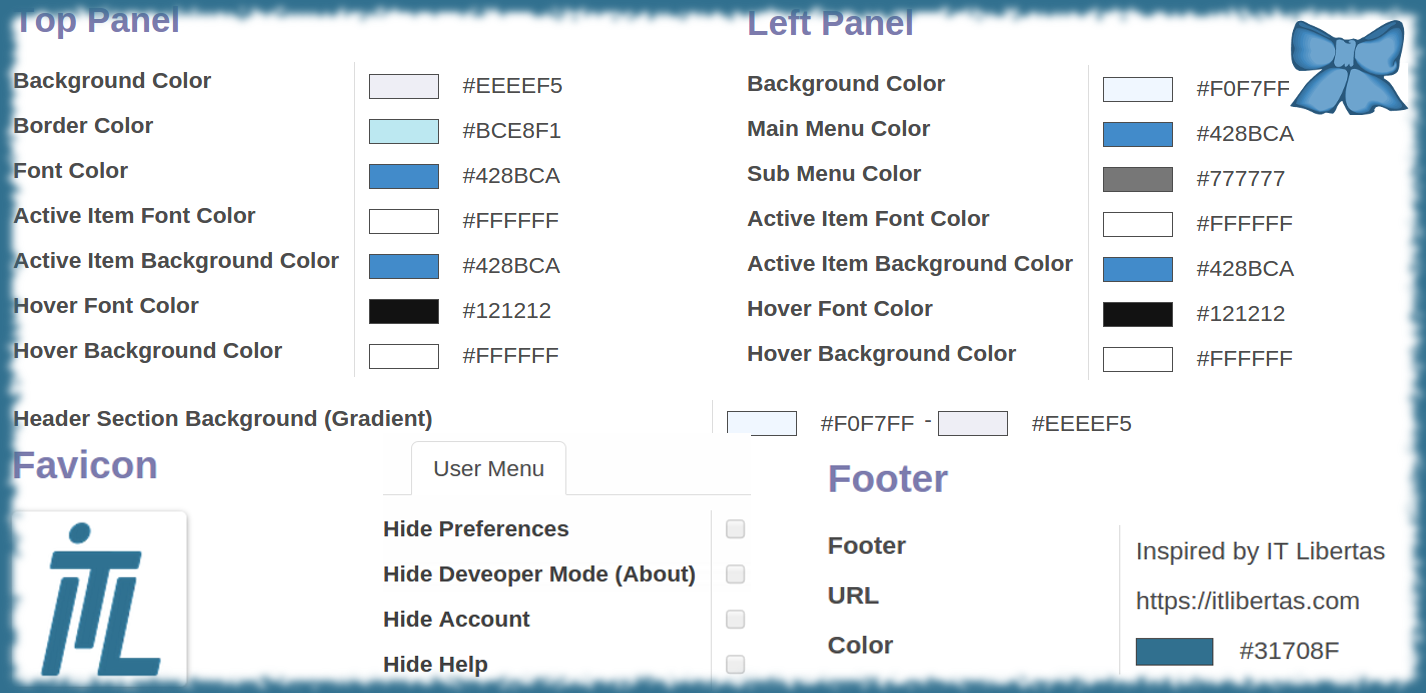 Top Panel
Background Color #EEEEF5
Border Color #BCE8F1
Font Color #428BCA
Active Item Font Color #FFFFFF
Active Item Background Color #428BCA
Hover Font Color #121212
Hover Background Color #FFFFFF
Left Panel
Background Color #F0F7FF
Main Menu Color #428BCA
Sub Menu Color #777777
Active Item Font Color #FFFFFF
Active Item Background Color #428BCA
Hover Font Color #121212
Hover Background Color #FFFFFF
Header Section Background (Gradient) #F0F7FF - #EEEEF5
Favicon
iTL
User Menu
Hide Preferences
Hide Deveoper Mode (About)
Hide Account
Hide Help
Footer
Footer Inspired by IT Libertas
URL https://itlibertas.com
Color #31708F